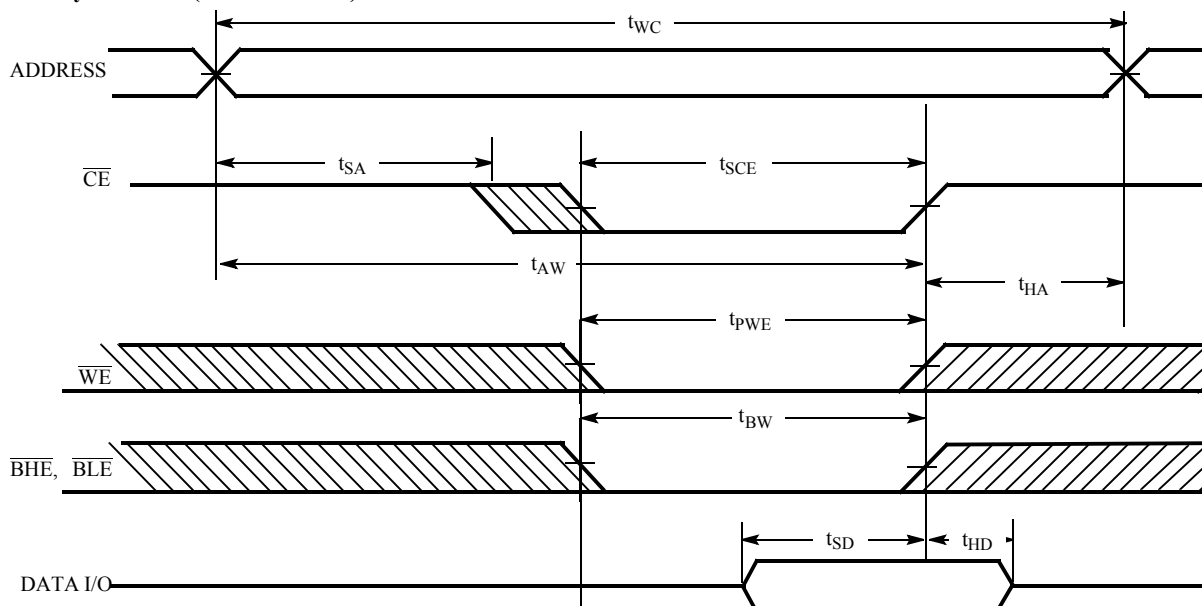 tWC
ADDRESS
tSA
tSCE
CE
tAW
tHA
tPWE
WE
tBW
BHE, BLE
tSD
tHD
DATA I/O